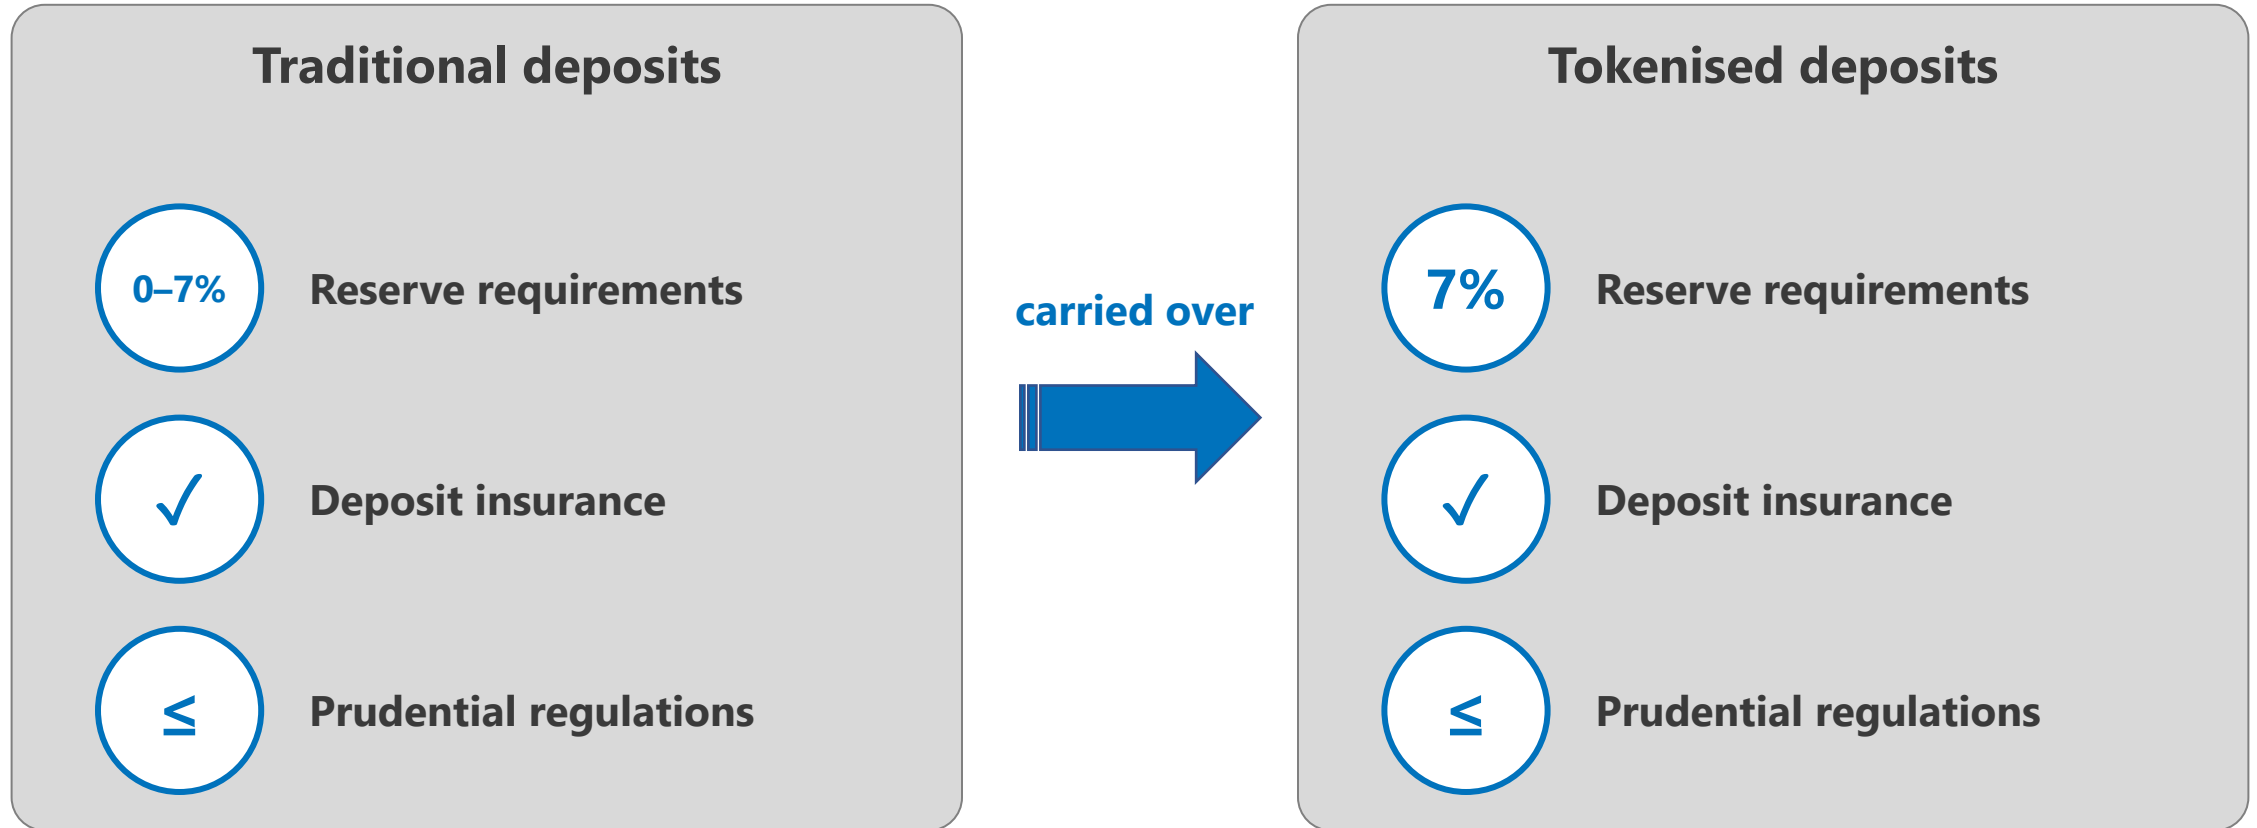 Traditional deposits
0–7%
Reserve requirements
✓
Deposit insurance
≤
Prudential regulations
carried over
Tokenised deposits
7%
Reserve requirements
✓
Deposit insurance
≤
Prudential regulations